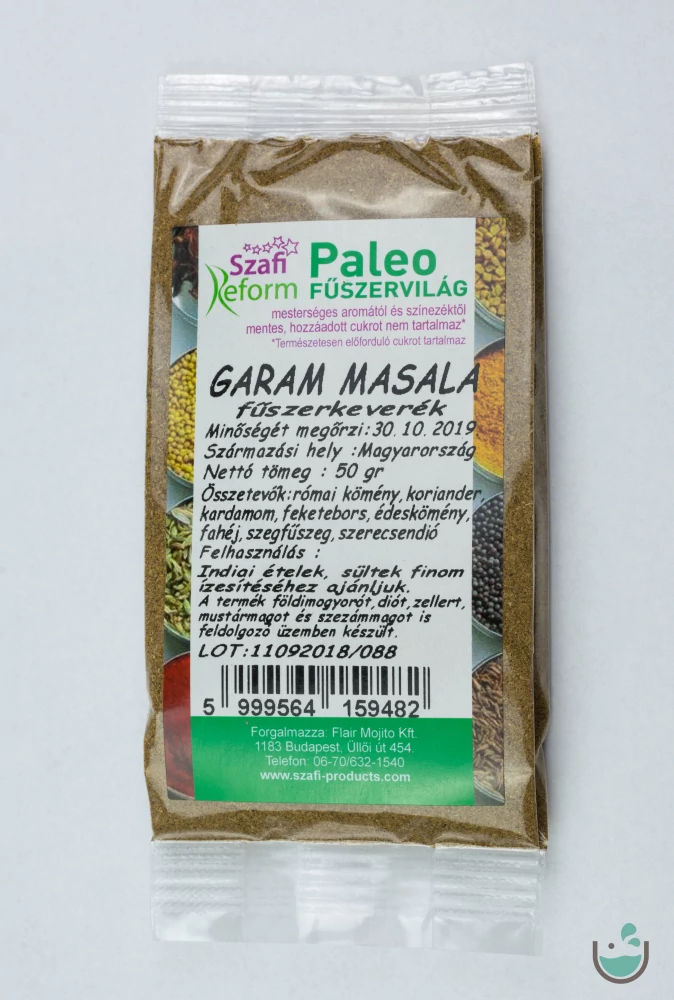 Szafi
Reform
Paleo
FŰSZERVILÁG
mesterséges aromától és színezéktől
mentes, hozzáadott cukrot nem tartalmaz*
*Természetesen előforduló cukrot tartalmaz
GARAM MASALA
fűszerkeverék
Minőségét megőrzi:30.10.2019
Származási hely :Magyarország
Nettó tömeg : 50 gr
Összetevők:római kömény,koriander,
kardamom,feketebors,édeskömény,
fahéj,szegfűszeg,szerecsendió
Felhasználás :
Indiai ételek, sültek finom
ízesítéséhez ajánljuk.
A termék földimogyorót,diót,zellert,
mustármagot és szezámmagot is
feldolgozó üzemben készült.
LOT:11092018/088
5 999564 159482
Forgalmazza: Flair Mojito Kft.
1183 Budapest, Üllői út 454.
Telefon: 06-70/632-1540
www.szafi-products.com